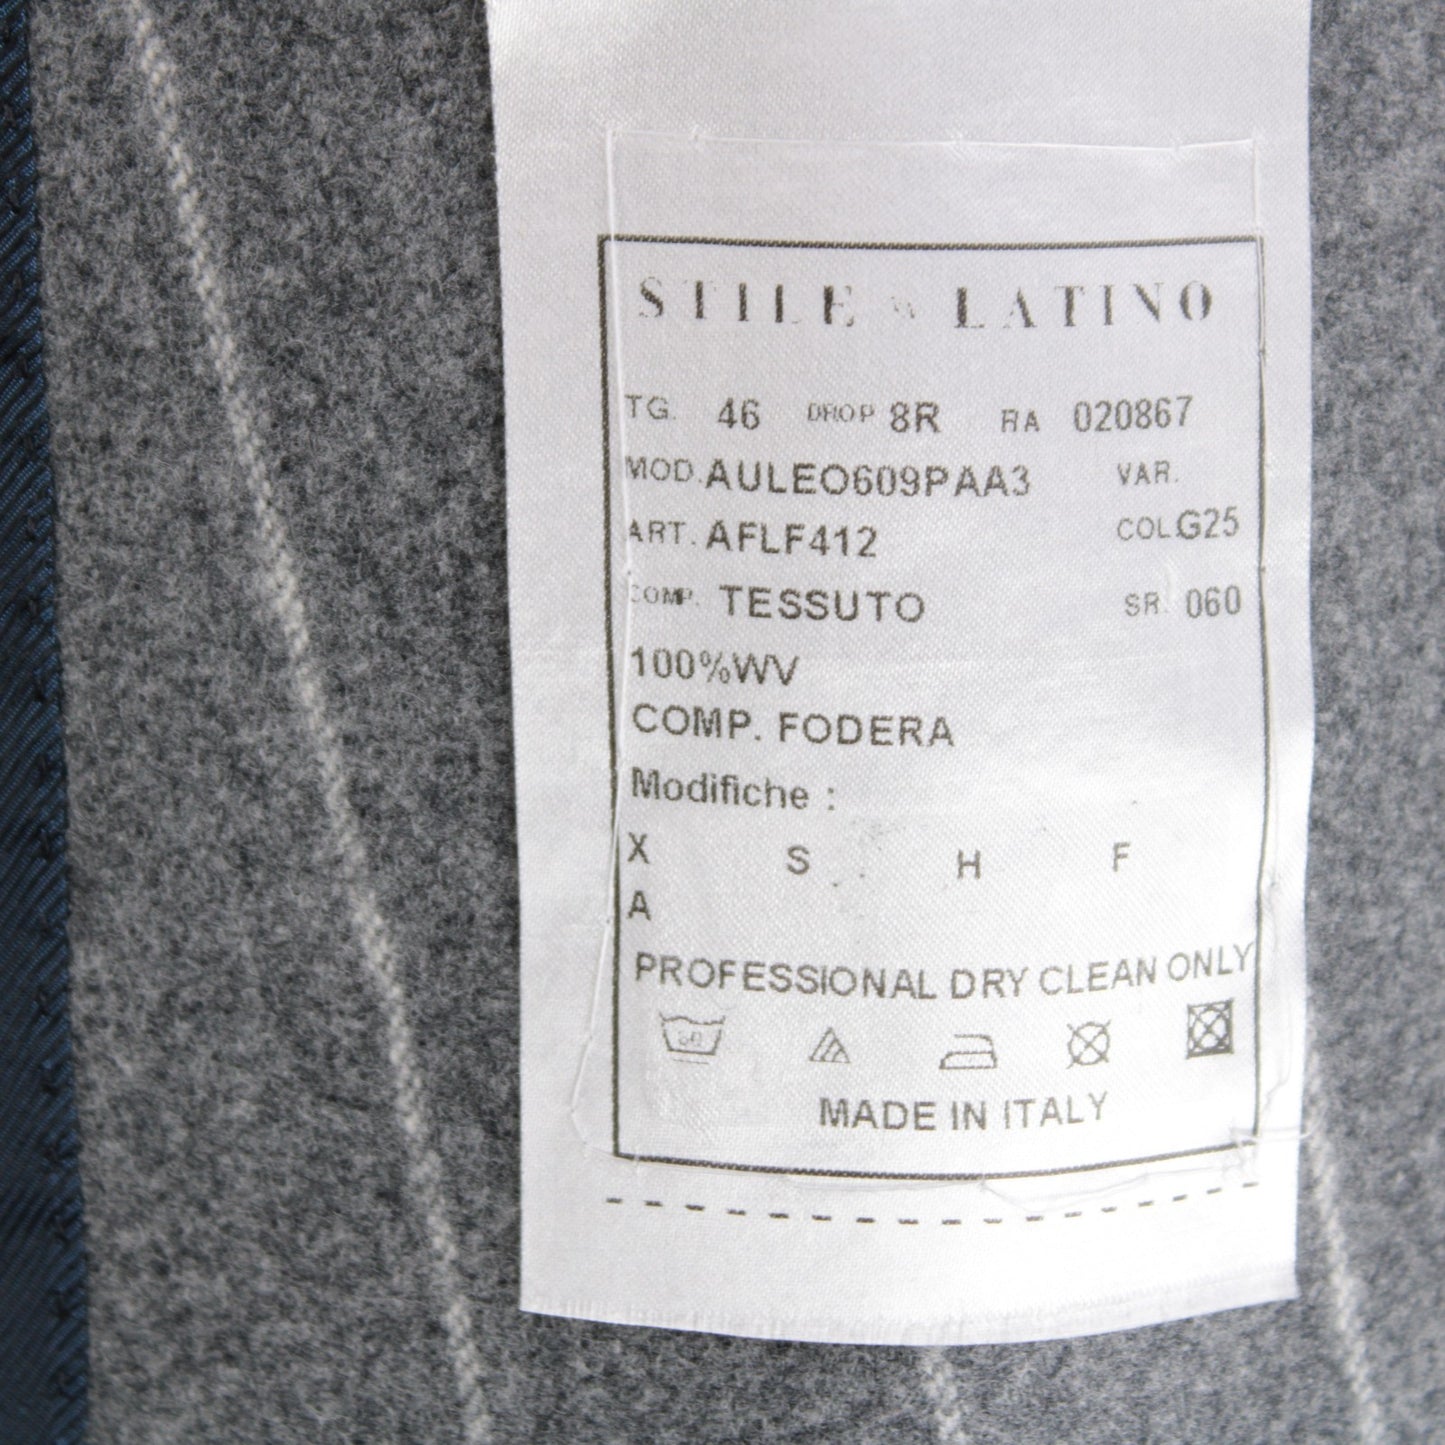 STILE LATINO
TG. 46 DROP 8R RA 020867
MOD. AULEO609PAA3 VAR.
ART. AFLF412 COL. G25
COMP. TESSUTO SR. 060
100%WV
COMP. FODERA
Modifiche :
X S H F
A
PROFESSIONAL DRY CLEAN ONLY
MADE IN ITALY